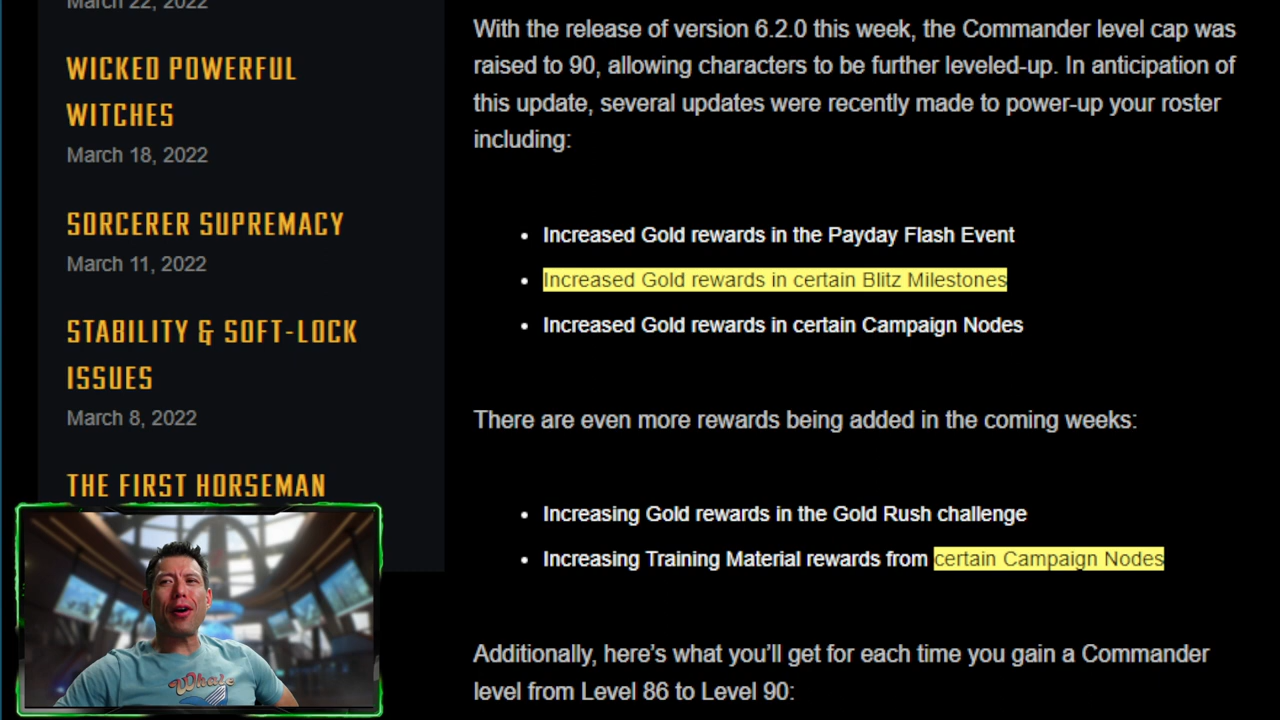 March 22, 2022
WICKED POWERFUL
WITCHES
March 18, 2022
SORCERER SUPREMACY
March 11, 2022
STABILITY & SOFT-LOCK
ISSUES
March 8, 2022
THE FIRST HORSEMAN
With the release of version 6.2.0 this week, the Commander level cap was
raised to 90, allowing characters to be further leveled-up. In anticipation of
this update, several updates were recently made to power-up your roster
including:
• Increased Gold rewards in the Payday Flash Event
• Increased Gold rewards in certain Blitz Milestones
• Increased Gold rewards in certain Campaign Nodes
There are even more rewards being added in the coming weeks:
• Increasing Gold rewards in the Gold Rush challenge
• Increasing Training Material rewards from certain Campaign Nodes
Additionally, here's what you'll get for each time you gain a Commander
level from Level 86 to Level 90:
Whale